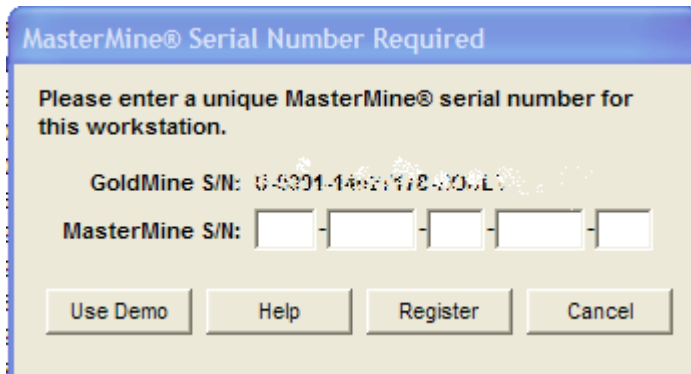 MasterMine® Serial Number Required
Please enter a unique MasterMine® serial number for
this workstation.
GoldMine S/N:
MasterMine S/N: - - - -
Use Demo Help Register Cancel